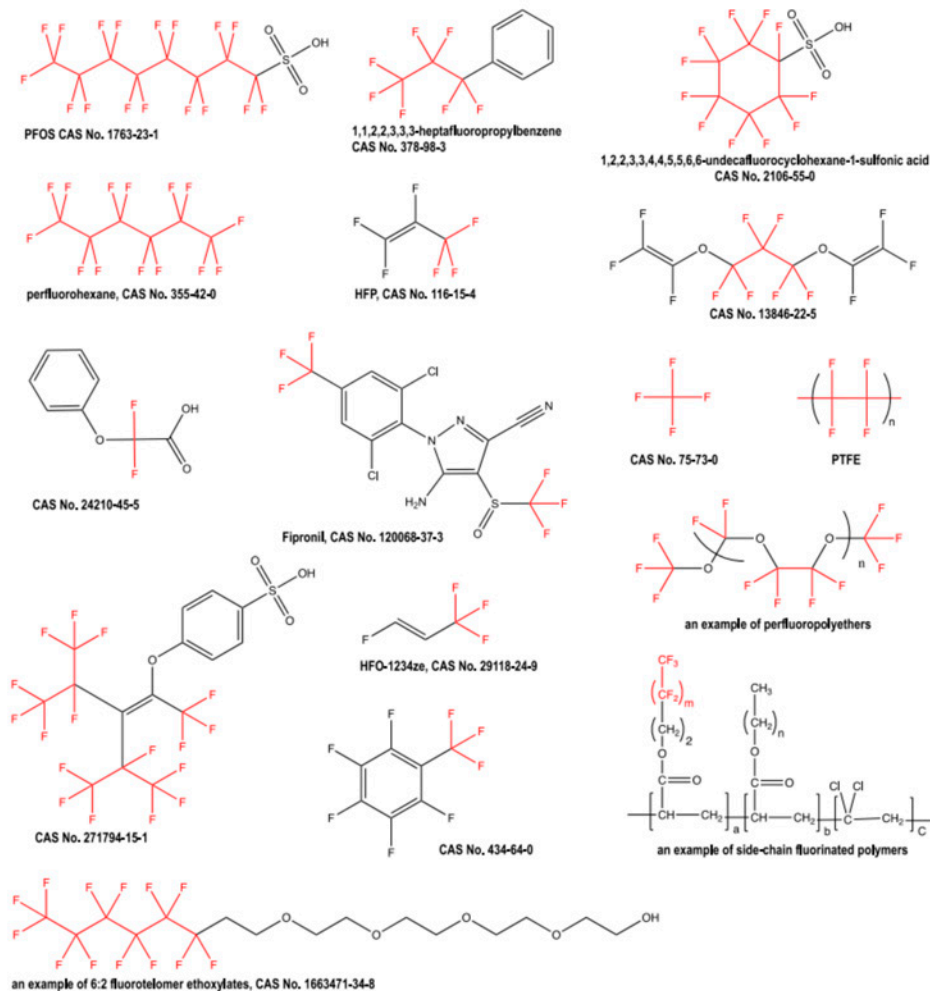 PFOS CAS No. 1763-23-1
1,1,2,2,3,3,3-heptafluoropropylbenzene
CAS No. 378-98-3
1,2,2,3,3,4,4,5,5,6,6-undecafluorocyclohexane-1-sulfonic acid
CAS No. 2106-55-0
perfluorohexane, CAS No. 355-42-0
HFP, CAS No. 116-15-4
CAS No. 13846-22-5
CAS No. 24210-45-5
Fipronil, CAS No. 120068-37-3
CAS No. 75-73-0
PTFE
an example of perfluoropolyethers
CAS No. 271794-15-1
HFO-1234ze, CAS No. 29118-24-9
CAS No. 434-64-0
an example of side-chain fluorinated polymers
an example of 6:2 fluorotelomer ethoxylates, CAS No. 1663471-34-8